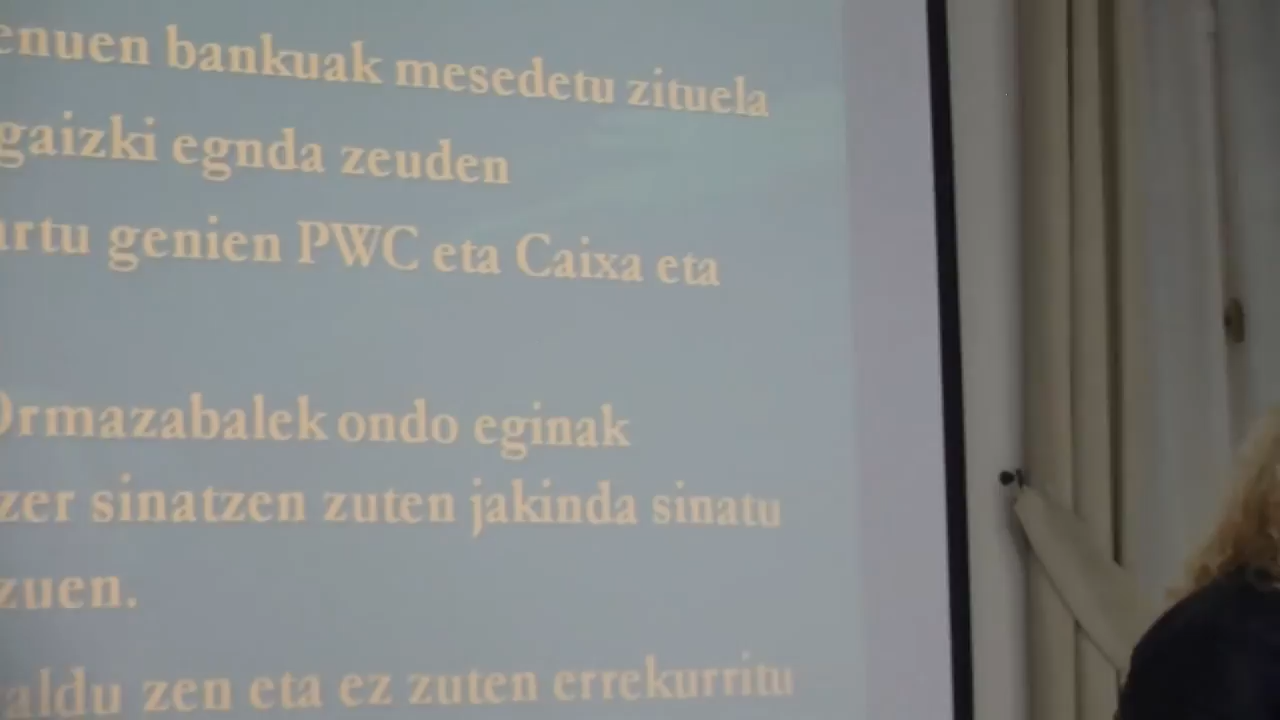 enuen bankuak mesedetu zituela
gaizki egnda zeuden
artu genien PWC eta Caixa eta
Ormazabalek ondo eginak
zer sinatzen zuten jakinda sinatu
zuen.
aldu zen eta ez zuten errekurritu